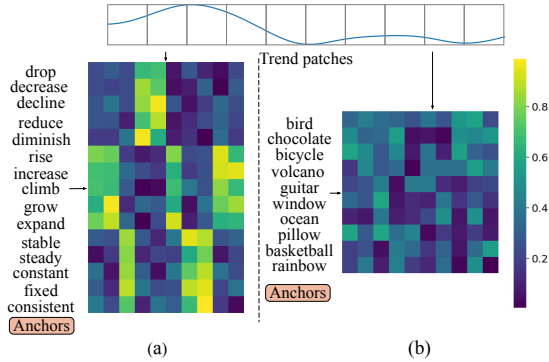 Trend patches
drop
decrease
decline
reduce
diminish
rise
increase
climb
grow
expand
stable
steady
constant
fixed
consistent
Anchors
(a)
bird
chocolate
bicycle
volcano
guitar
window
ocean
pillow
basketball
rainbow
Anchors
(b)
0.8
0.6
0.4
0.2